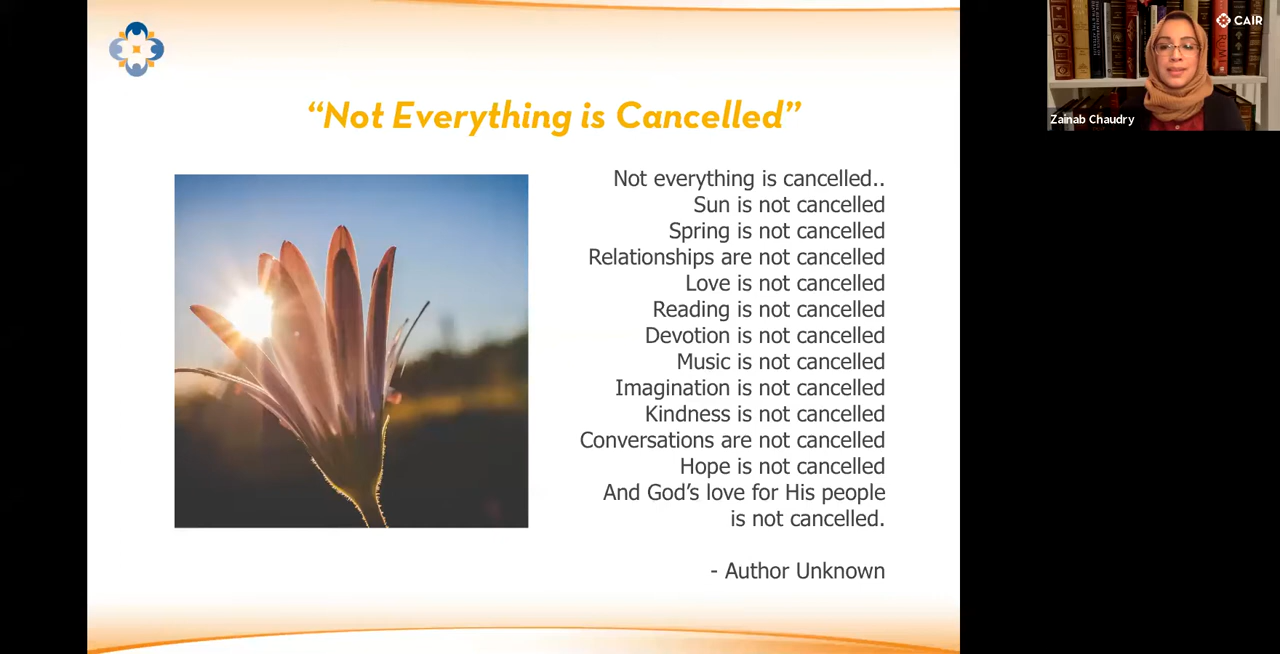 “Not Everything is Cancelled”
Not everything is cancelled..
Sun is not cancelled
Spring is not cancelled
Relationships are not cancelled
Love is not cancelled
Reading is not cancelled
Devotion is not cancelled
Music is not cancelled
Imagination is not cancelled
Kindness is not cancelled
Conversations are not cancelled
Hope is not cancelled
And God’s love for His people
is not cancelled.
- Author Unknown
CAIR
RUMI
Zainab Chaudry